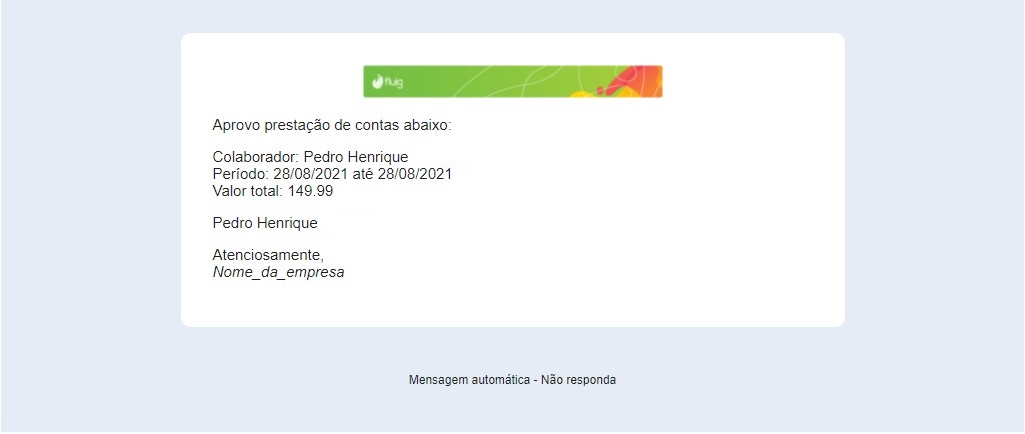 fluig
Aprovo prestação de contas abaixo:
Colaborador: Pedro Henrique
Período: 28/08/2021 até 28/08/2021
Valor total: 149.99
Pedro Henrique
Atenciosamente,
Nome_da_empresa
Mensagem automática - Não responda